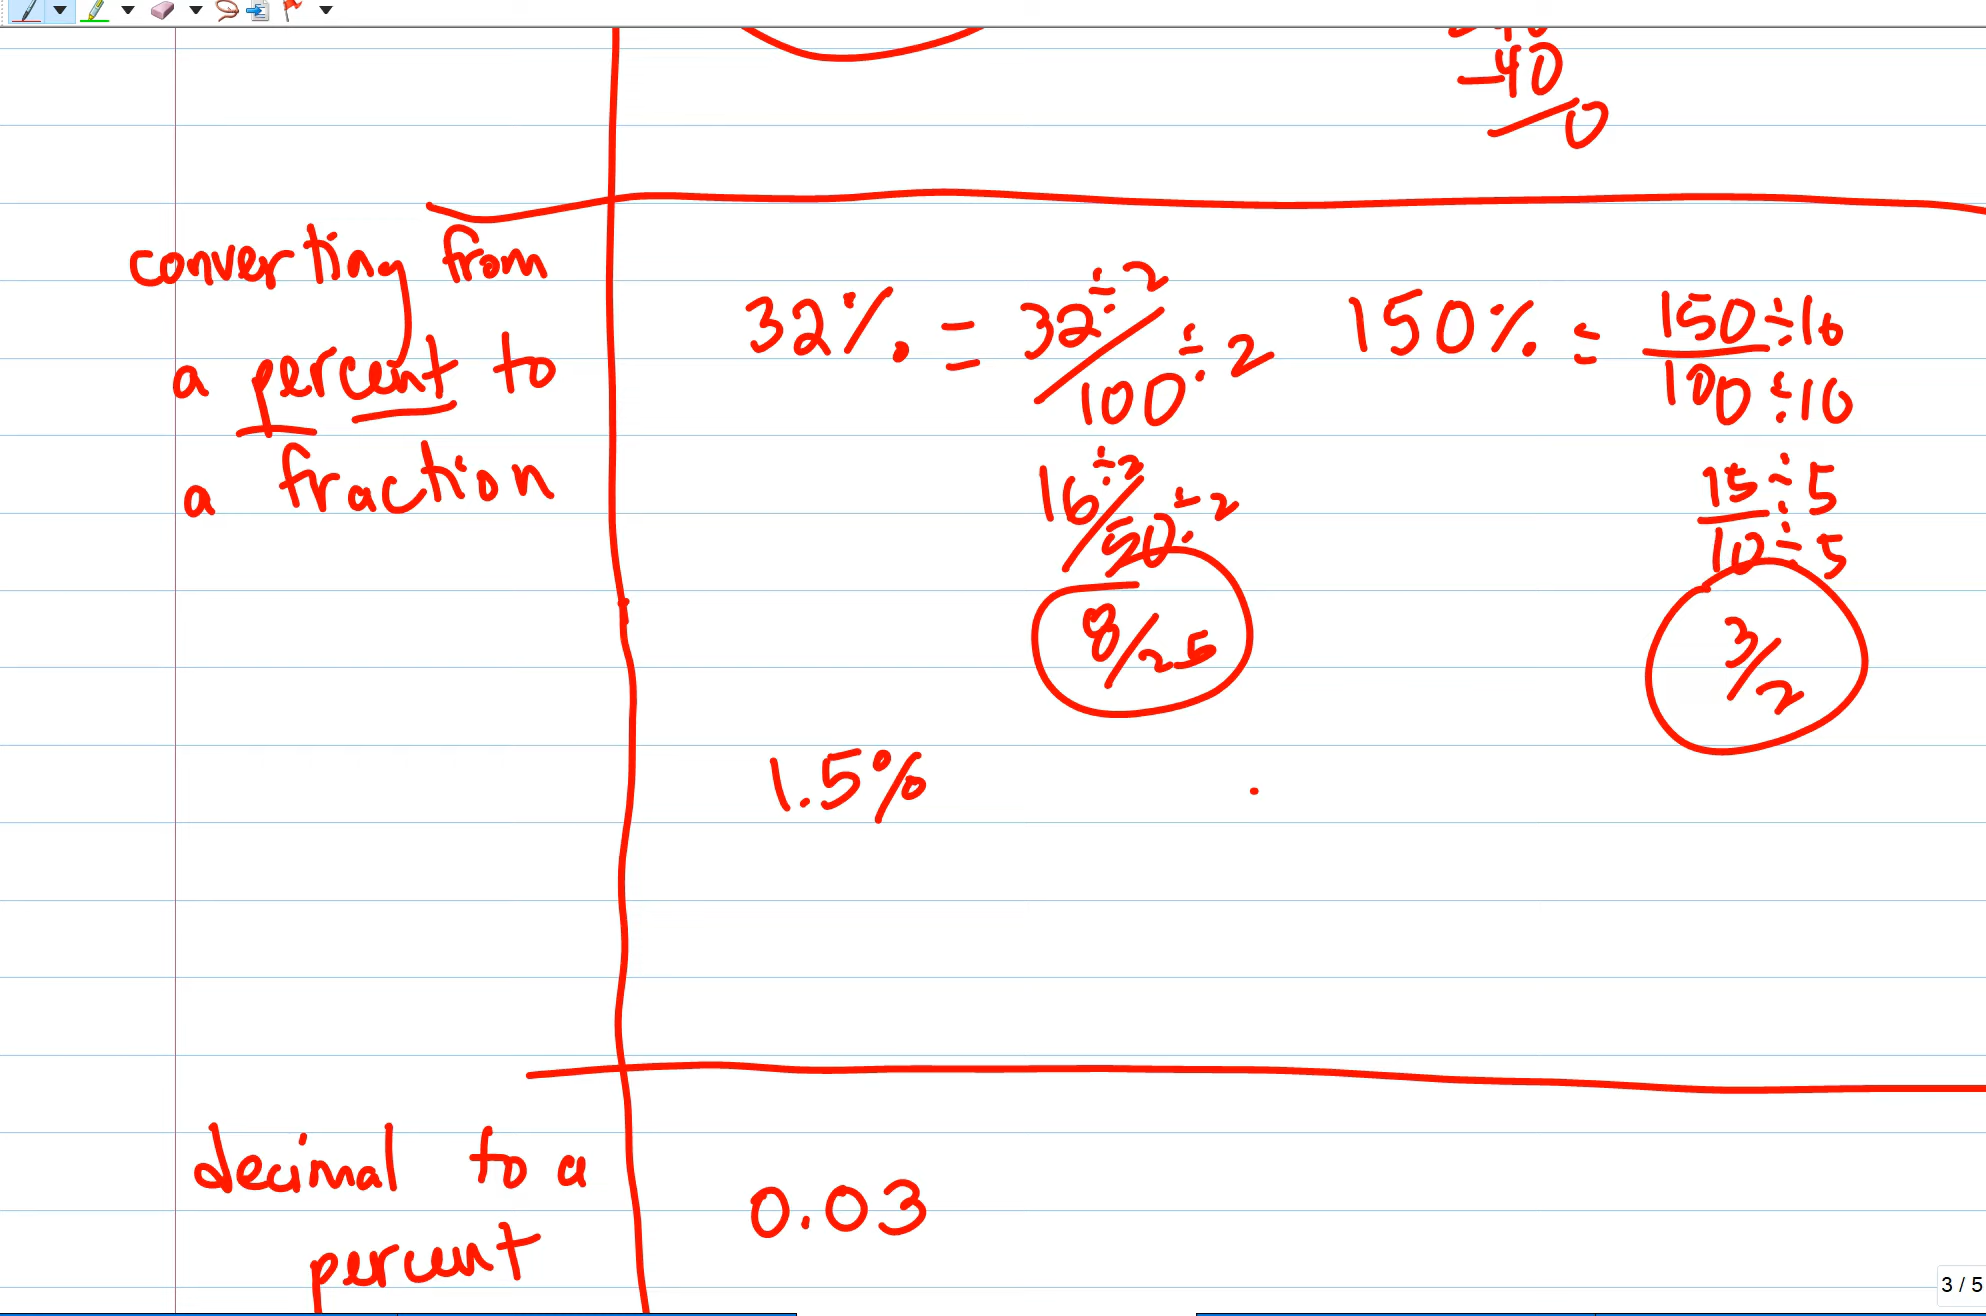 -40
0
converting from
a percent to
a fraction
32% = 32÷2/100÷2
16÷2/50÷2
8/25
150% = 150÷10/100÷10
15÷5/10÷5
3/2
1.5%
decimal to a
percent
0.03
3 / 5